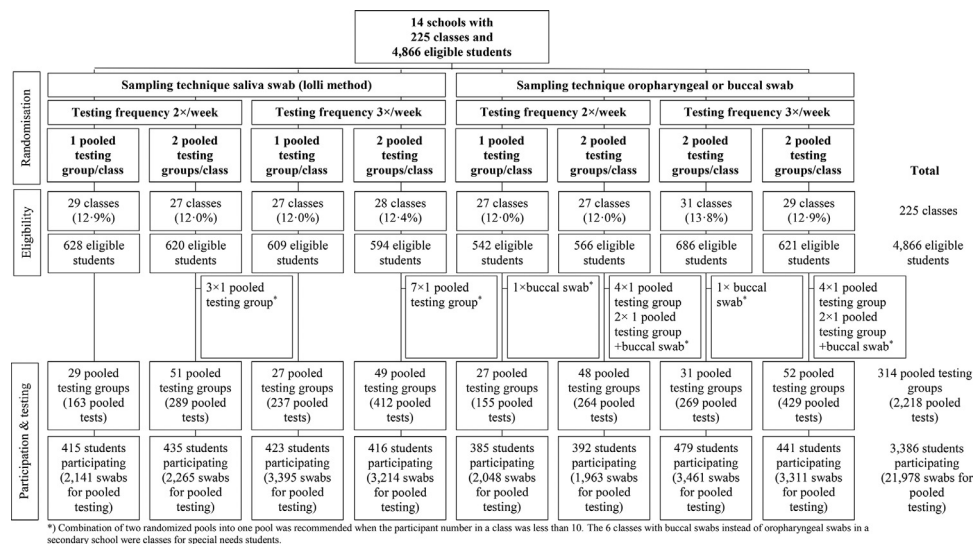 14 schools with
225 classes and
4,866 eligible students
Randomisation
Sampling technique saliva swab (lolli method)
Sampling technique oropharyngeal or buccal swab
Testing frequency 2×/week
Testing frequency 3×/week
Testing frequency 2×/week
Testing frequency 3×/week
1 pooled
testing
group/class
2 pooled
testing
groups/class
1 pooled
testing
group/class
2 pooled
testing
groups/class
1 pooled
testing
group/class
2 pooled
testing
groups/class
2 pooled
testing
groups/class
2 pooled
testing
groups/class
Total
Eligibility
29 classes
(12·9%)
27 classes
(12·0%)
27 classes
(12·0%)
28 classes
(12·4%)
27 classes
(12·0%)
27 classes
(12·0%)
31 classes
(13·8%)
29 classes
(12·9%)
225 classes
628 eligible
students
620 eligible
students
609 eligible
students
594 eligible
students
542 eligible
students
566 eligible
students
686 eligible
students
621 eligible
students
4,866 eligible
students
3×1 pooled
testing group*
7×1 pooled
testing group*
1×buccal swab*
4×1 pooled
testing group
2× 1 pooled
testing group
+buccal swab*
1× buccal
swab*
4×1 pooled
testing group
2× 1 pooled
testing group
+buccal swab*
Participation & testing
29 pooled
testing groups
(163 pooled
tests)
51 pooled
testing groups
(289 pooled
tests)
27 pooled
testing groups
(237 pooled
tests)
49 pooled
testing groups
(412 pooled
tests)
27 pooled
testing groups
(155 pooled
tests)
48 pooled
testing groups
(264 pooled
tests)
31 pooled
testing groups
(269 pooled
tests)
52 pooled
testing groups
(429 pooled
tests)
314 pooled testing
groups
(2,218 pooled
tests)
415 students
participating
(2,141 swabs
for pooled
testing)
435 students
participating
(2,265 swabs
for pooled
testing)
423 students
participating
(3,395 swabs
for pooled
testing)
416 students
participating
(3,214 swabs
for pooled
testing)
385 students
participating
(2,048 swabs
for pooled
testing)
392 students
participating
(1,963 swabs
for pooled
testing)
479 students
participating
(3,461 swabs
for pooled
testing)
441 students
participating
(3,311 swabs
for pooled
testing)
3,386 students
participating
(21,978 swabs for
pooled
testing)
*) Combination of two randomized pools into one pool was recommended when the participant number in a class was less than 10. The 6 classes with buccal swabs instead of oropharyngeal swabs in a
secondary school were classes for special needs students.